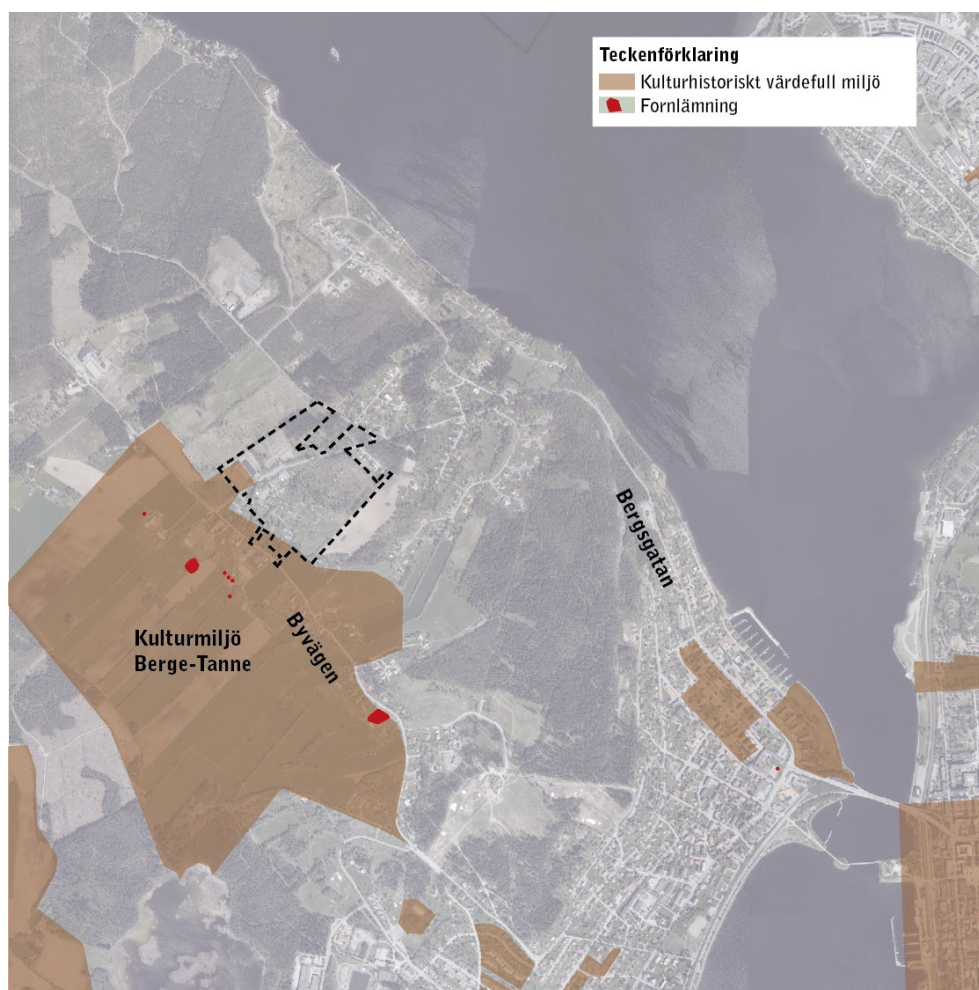 Teckenförklaring
Kulturhistoriskt värdefull miljö
Fornlämning
Bergsgatan
Byvägen
Kulturmiljö
Berge-Tanne